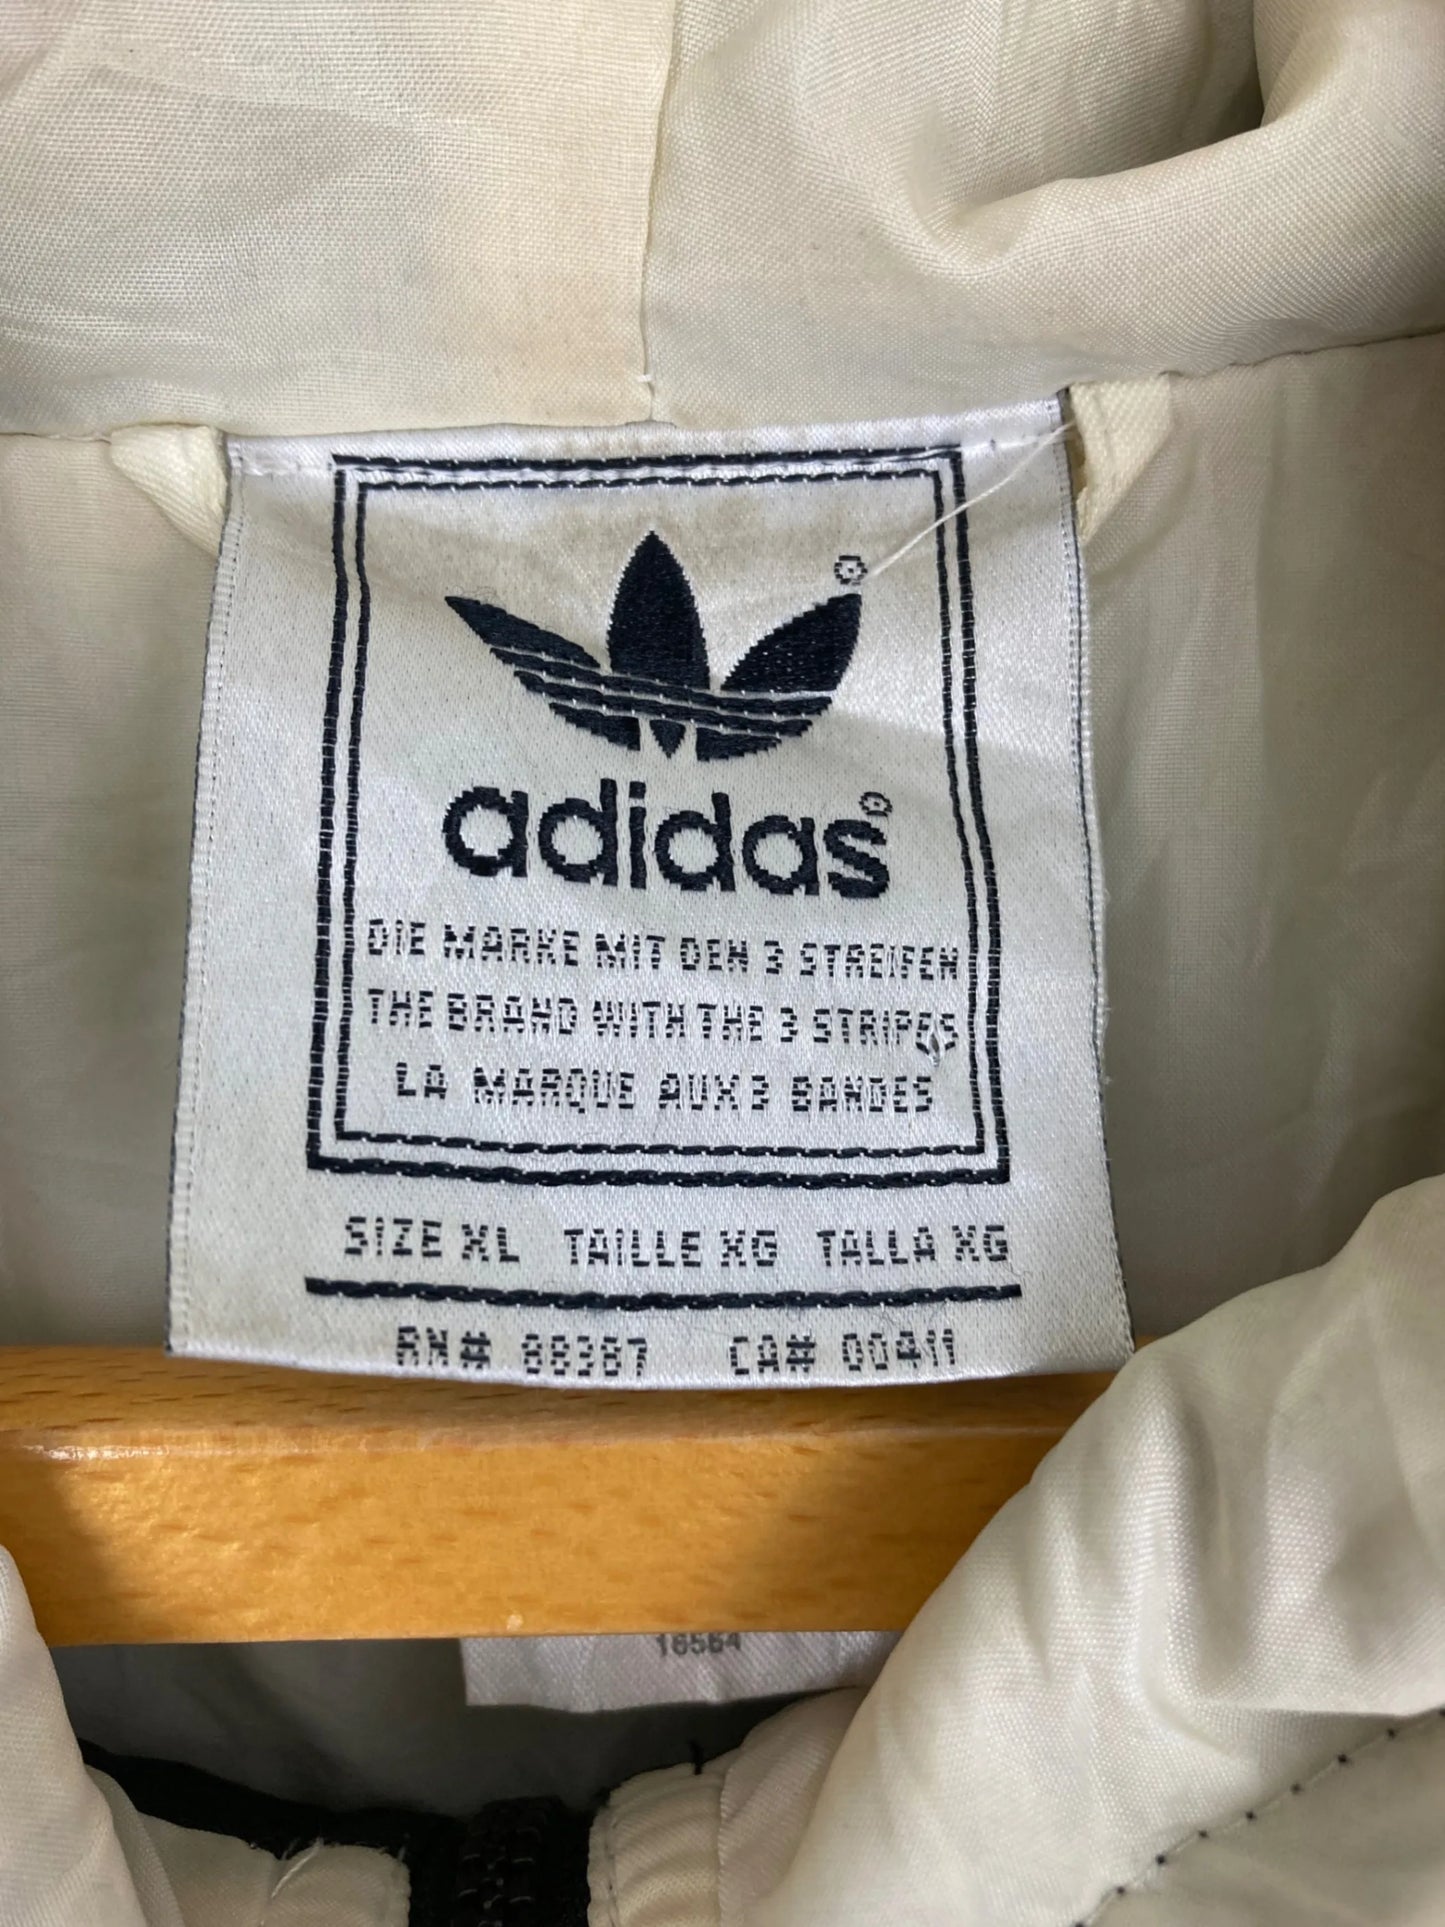 adidas®
DIE MARKE MIT DEN 3 STREIFEN
THE BRAND WITH THE 3 STRIPES
LA MARQUE AUX 3 BANDES
SIZE XL TAILLE XG TALLA XG
RN# 88387 CA# 00411
16564